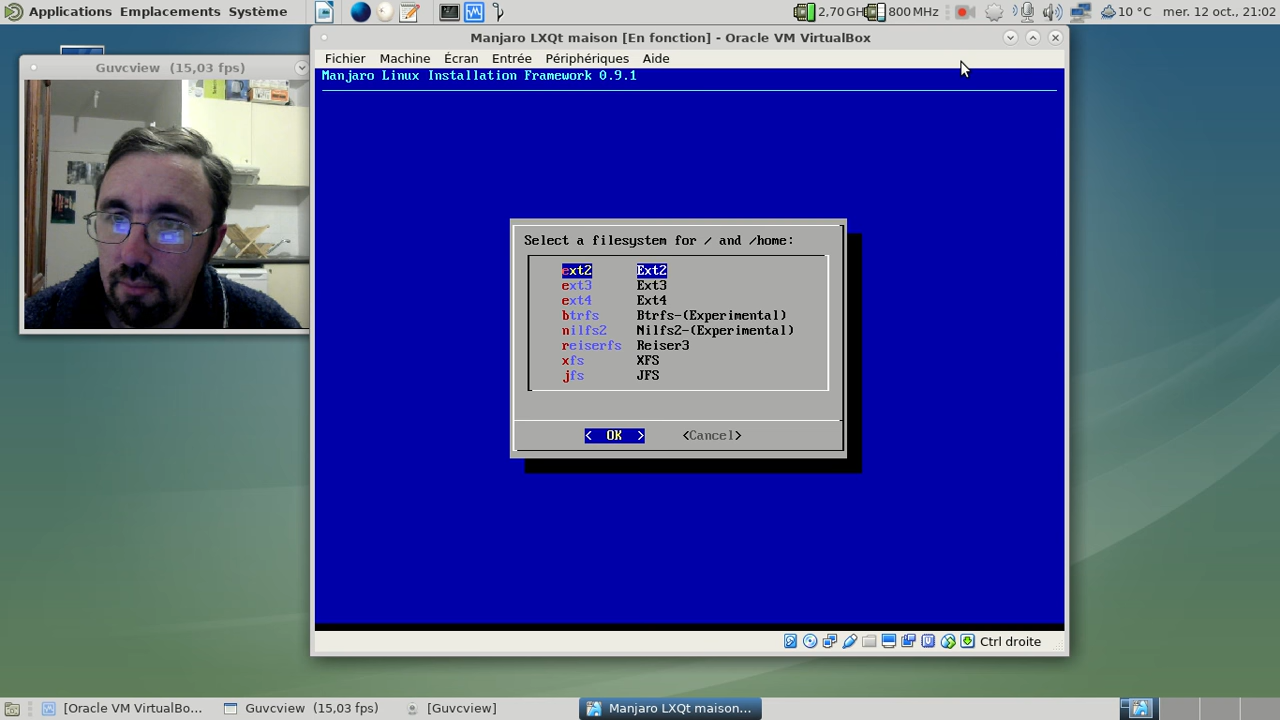 Applications Emplacements Système
2,70 GH 800 MHz 10 °C mer. 12 oct., 21:02
Guvcview (15,03 fps)
Manjaro LXQt maison [En fonction] - Oracle VM VirtualBox
Fichier Machine Écran Entrée Périphériques Aide
Manjaro Linux Installation Framework 0.9.1
Select a filesystem for / and /home:
ext2 Ext2
ext3 Ext3
ext4 Ext4
btrfs Btrfs-(Experimental)
nilfs2 Nilfs2-(Experimental)
reiserfs Reiser3
xfs XFS
jfs JFS
< OK > <Cancel>
Ctrl droite
[Oracle VM VirtualBo... Guvcview (15,03 fps) [Guvcview] Manjaro LXQt maison...